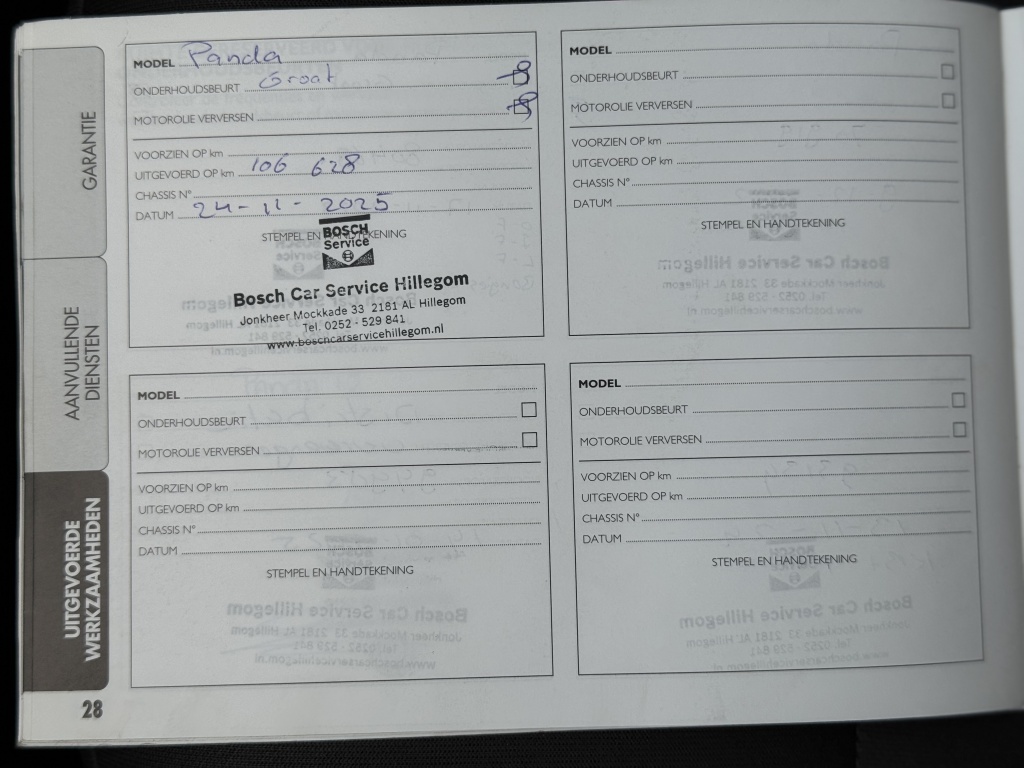 GARANTIE
AANVULLENDE
DIENSTEN
UITGEVOERDE
WERKZAAMHEDEN
28
MODEL Panda
ONDERHOUDSBEURT Groot
MOTOROLIE VERVERSEN
VOORZIEN OP km
UITGEVOERD OP km 106 628
CHASSIS N°
DATUM 24-11-2025
STEMPEL EN HANDTEKENING
BOSCH
Service
Bosch Car Service Hillegom
Jonkheer Mockkade 33 2181 AL Hillegom
Tel. 0252 - 529 841
www.boschcarservicehillegom.nl
MODEL
ONDERHOUDSBEURT
MOTOROLIE VERVERSEN
VOORZIEN OP km
UITGEVOERD OP km
CHASSIS N°
DATUM
STEMPEL EN HANDTEKENING
MODEL
ONDERHOUDSBEURT
MOTOROLIE VERVERSEN
VOORZIEN OP km
UITGEVOERD OP km
CHASSIS N°
DATUM
STEMPEL EN HANDTEKENING
MODEL
ONDERHOUDSBEURT
MOTOROLIE VERVERSEN
VOORZIEN OP km
UITGEVOERD OP km
CHASSIS N°
DATUM
STEMPEL EN HANDTEKENING